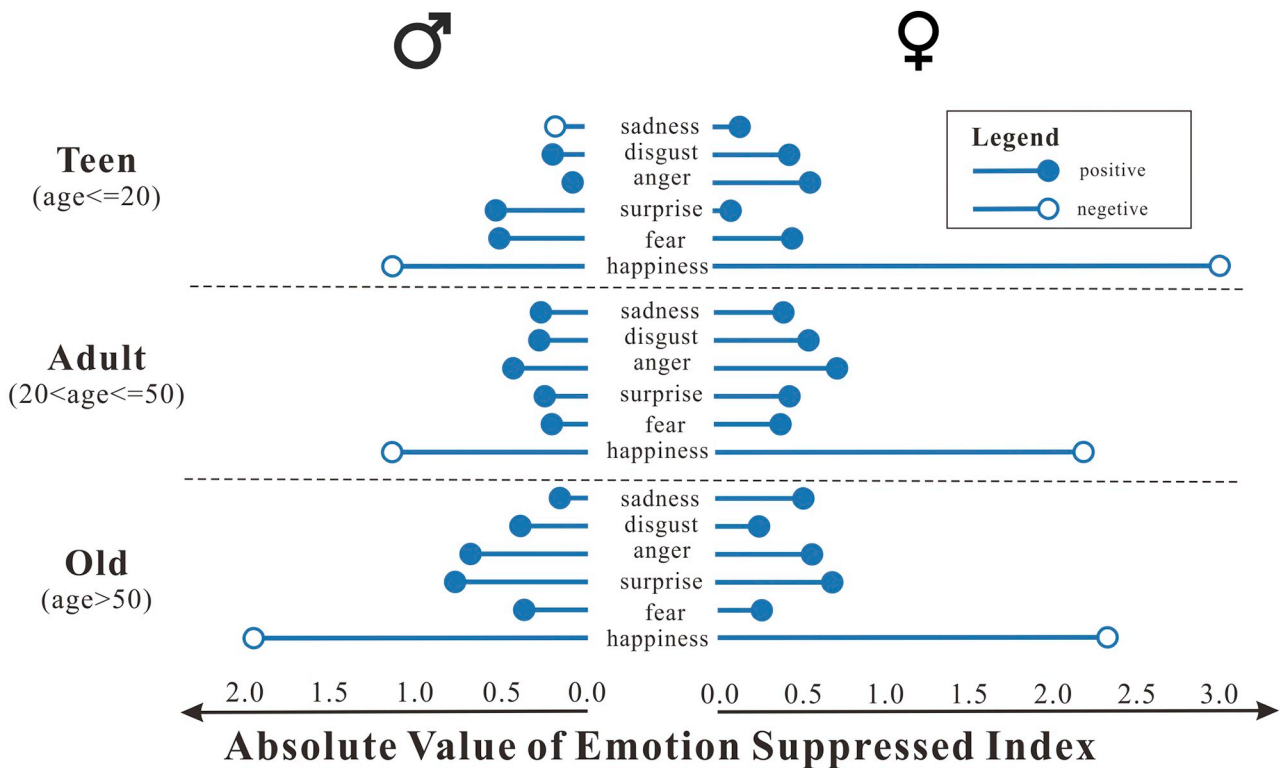 ♂ ♀
Teen
(age<=20)
sadness
disgust
anger
surprise
fear
happiness
Legend
positive
negetive
Adult
(20<age<=50)
sadness
disgust
anger
surprise
fear
happiness
Old
(age>50)
sadness
disgust
anger
surprise
fear
happiness
2.0 1.5 1.0 0.5 0.0 0.0 0.5 1.0 1.5 2.0 2.5 3.0
Absolute Value of Emotion Suppressed Index